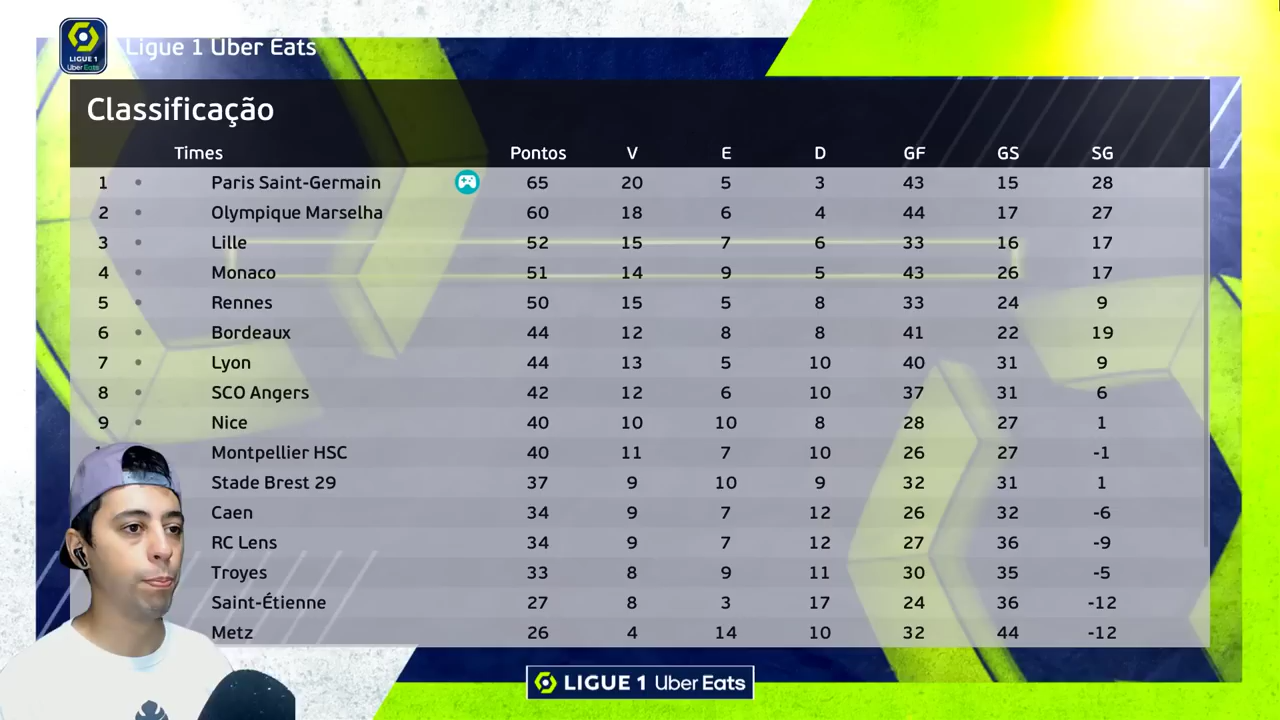 LIGUE 1
Uber Eats
Ligue 1 Uber Eats
Classificação
Times Pontos V E D GF GS SG
1 Paris Saint-Germain 65 20 5 3 43 15 28
2 Olympique Marselha 60 18 6 4 44 17 27
3 Lille 52 15 7 6 33 16 17
4 Monaco 51 14 9 5 43 26 17
5 Rennes 50 15 5 8 33 24 9
6 Bordeaux 44 12 8 8 41 22 19
7 Lyon 44 13 5 10 40 31 9
8 SCO Angers 42 12 6 10 37 31 6
9 Nice 40 10 10 8 28 27 1
Montpellier HSC 40 11 7 10 26 27 -1
Stade Brest 29 37 9 10 9 32 31 1
Caen 34 9 7 12 26 32 -6
RC Lens 34 9 7 12 27 36 -9
Troyes 33 8 9 11 30 35 -5
Saint-Étienne 27 8 3 17 24 36 -12
Metz 26 4 14 10 32 44 -12
LIGUE 1 Uber Eats